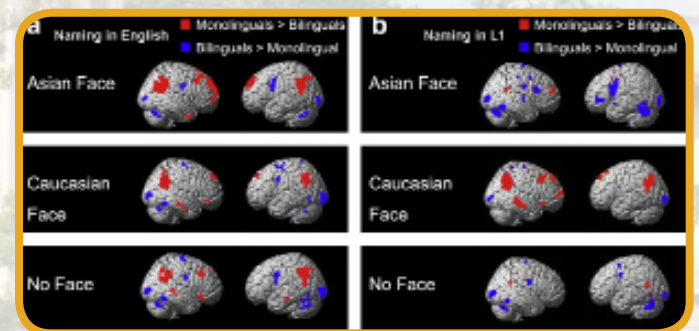 a
Naming in English
Monolinguals > Bilinguals
Bilinguals > Monolingual
Asian Face
Caucasian
Face
No Face
b
Naming in L1
Monolinguals > Bilinguals
Bilinguals > Monolingual
Asian Face
Caucasian
Face
No Face